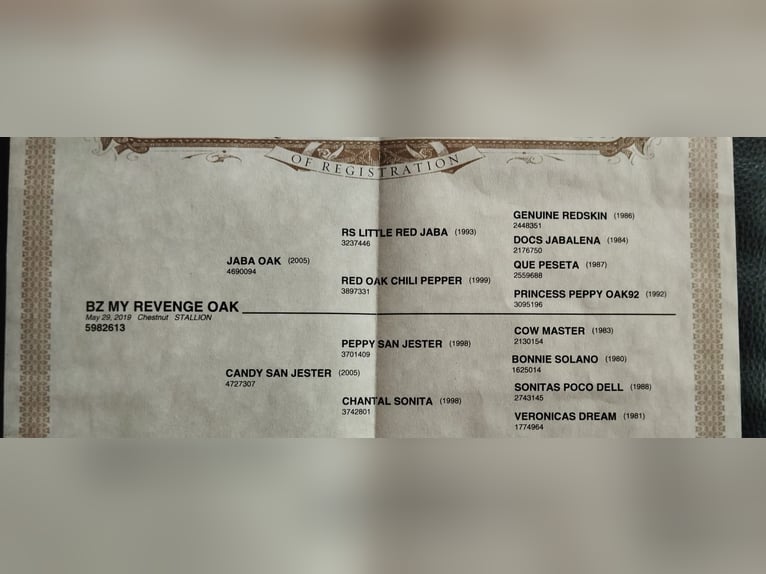 OF REGISTRATION
GENUINE REDSKIN (1986)
2448351
RS LITTLE RED JABA (1993)
3237446
DOCS JABALENA (1984)
2176750
JABA OAK (2005)
4690094
QUE PESETA (1987)
2559688
RED OAK CHILI PEPPER (1999)
3897331
PRINCESS PEPPY OAK92 (1992)
3095196
BZ MY REVENGE OAK
May 29, 2019 Chestnut STALLION
5982613
COW MASTER (1983)
2130154
PEPPY SAN JESTER (1998)
3701409
BONNIE SOLANO (1980)
1625014
CANDY SAN JESTER (2005)
4727307
SONITAS POCO DELL (1988)
2743145
CHANTAL SONITA (1998)
3742801
VERONICAS DREAM (1981)
1774964